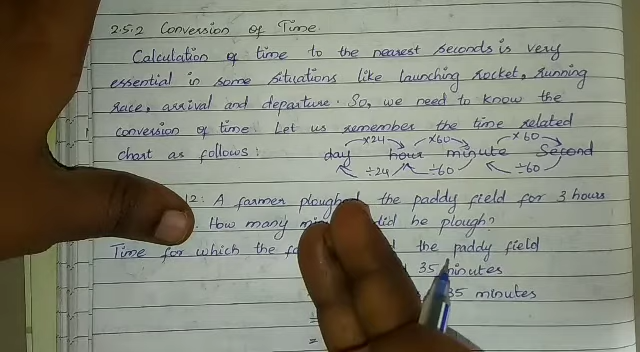 2.5.2 Conversion of Time.
Calculation of time to the nearest seconds is very
essential in some situations like launching rocket, running
race, arrival and departure. So, we need to know the
conversion of time. Let us remember the time related
chart as follows:
×24 ×60 ×60
day hour minute Second
÷24 ÷60 ÷60
2: A farmer ploughed the paddy field for 3 hours
. How many did he plough?
Time for which the the paddy field
35 minutes
35 minutes
=
=